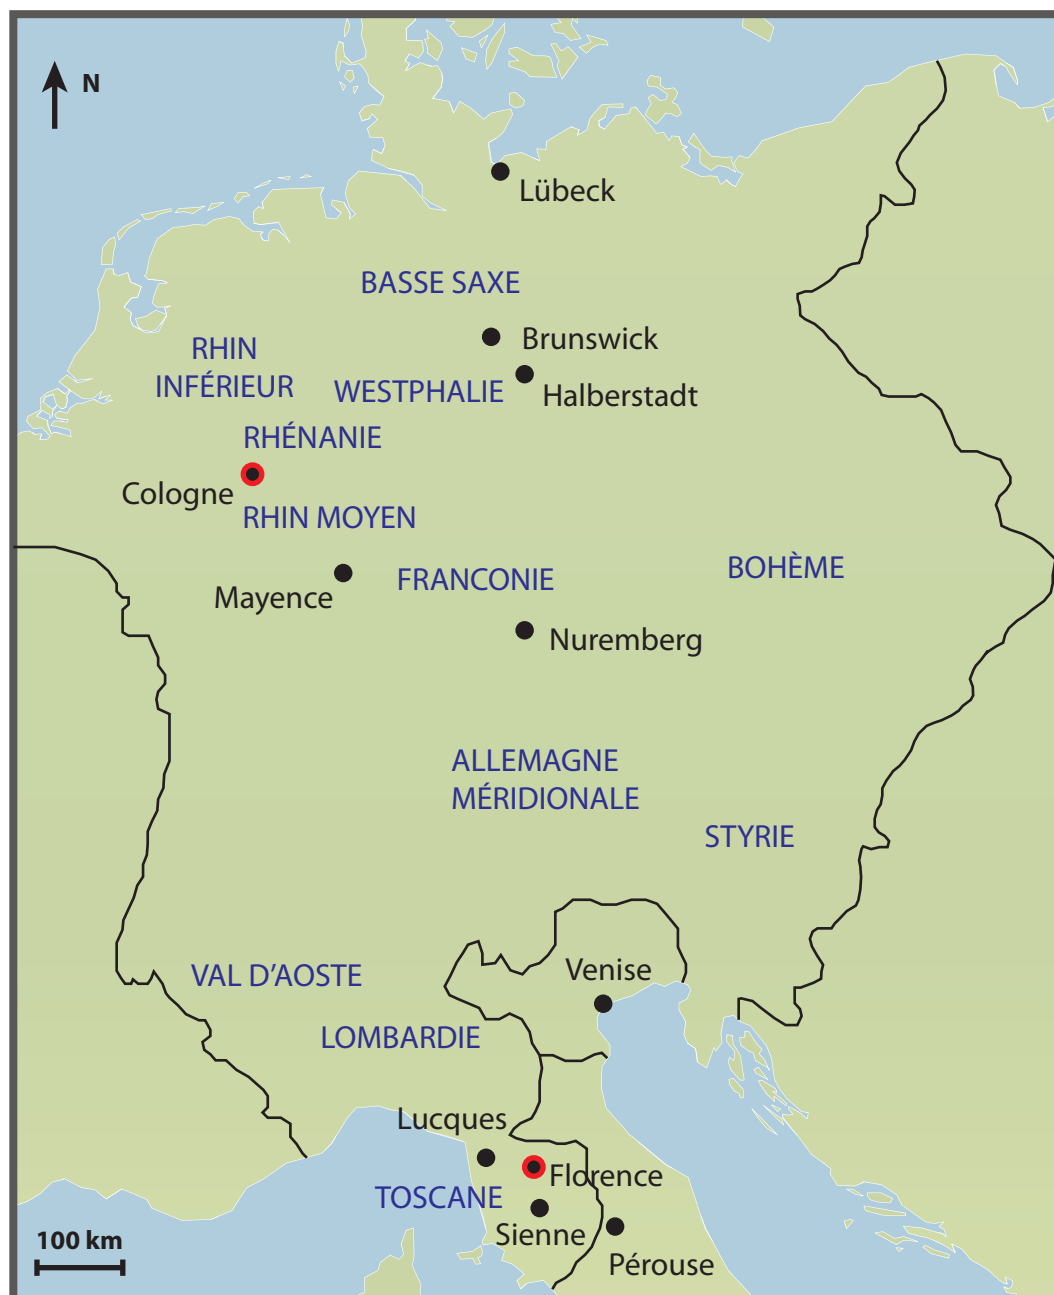 N
Lübeck
BASSE SAXE
Brunswick
RHIN
INFÉRIEUR
WESTPHALIE
Halberstadt
RHÉNANIE
Cologne
RHIN MOYEN
BOHÈME
FRANCONIE
Mayence
Nuremberg
ALLEMAGNE
MÉRIDIONALE
STYRIE
VAL D’AOSTE
Venise
LOMBARDIE
Lucques
Florence
TOSCANE
Sienne
100 km
Pérouse